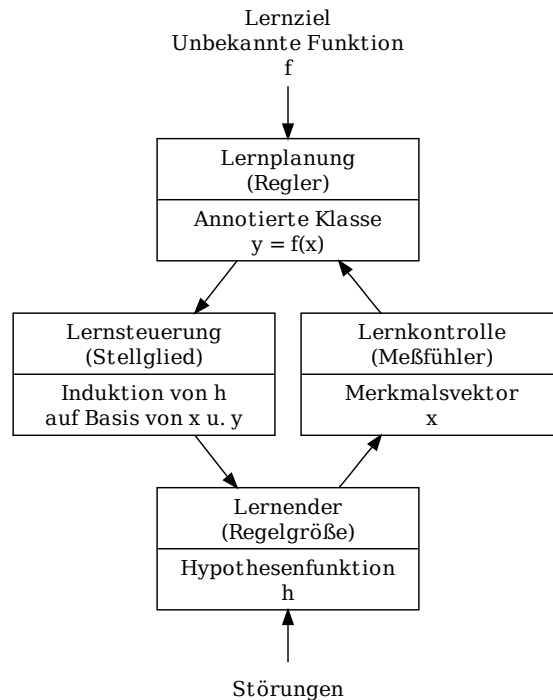 Lernziel
Unbekannte Funktion
f
Lernplanung
(Regler)
Annotierte Klasse
y = f(x)
Lernsteuerung
(Stellglied)
Induktion von h
auf Basis von x u. y
Lernkontrolle
(Meßfühler)
Merkmalsvektor
x
Lernender
(Regelgröße)
Hypothesenfunktion
h
Störungen